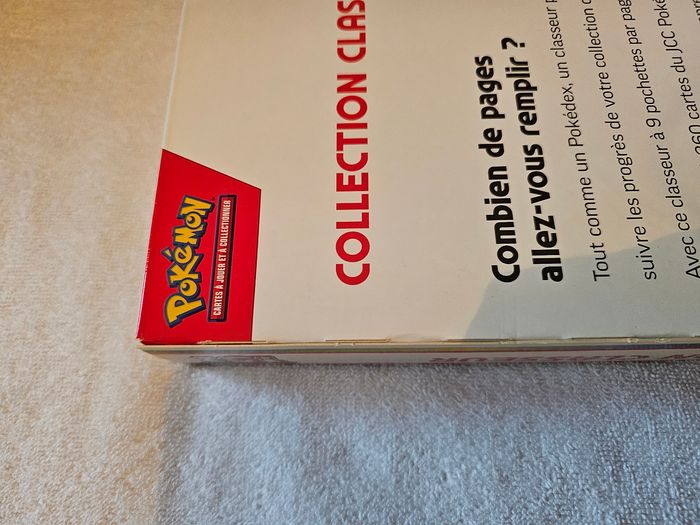 POKéMON
CARTES À JOUER ET À COLLECTIONNER
COLLECTION CLAS
Combien de pages
allez-vous remplir ?
Tout comme un Pokédex, un classeur
suivre les progrès de votre collection
Avec ce classeur à 9 pochettes par pag
260 cartes du JCC Poké